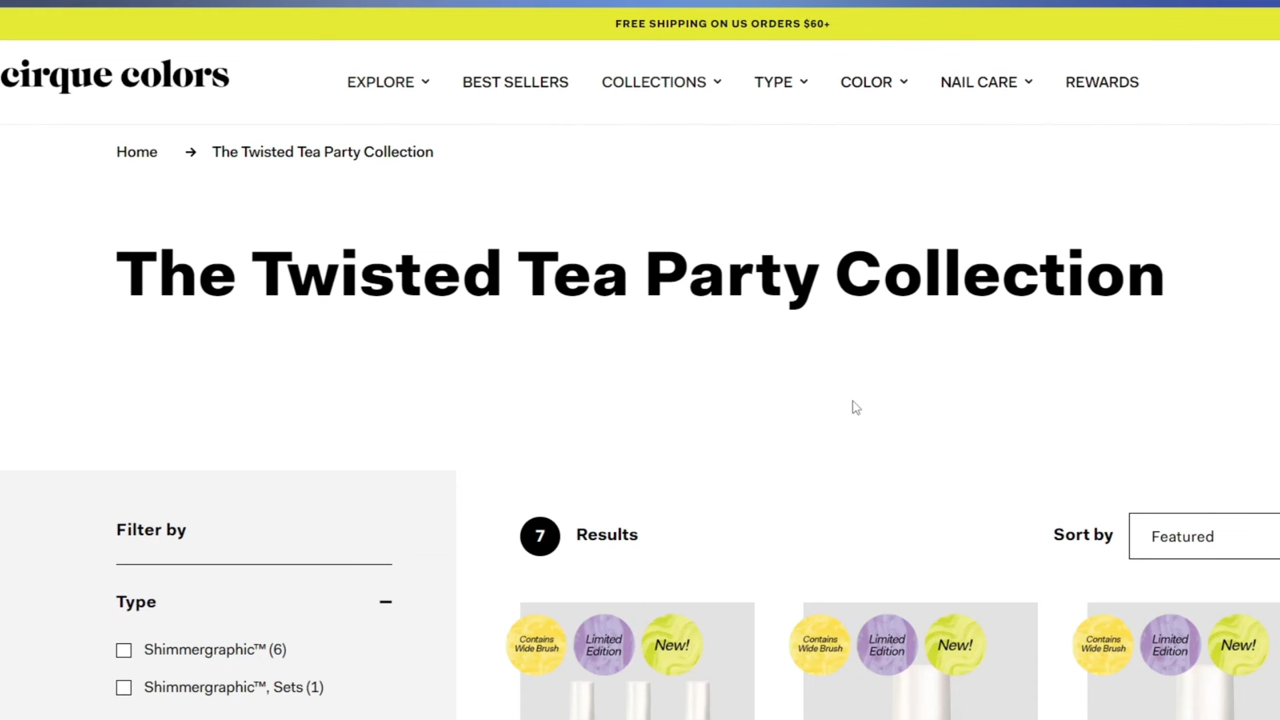 FREE SHIPPING ON US ORDERS $60+
cirque colors
EXPLORE BEST SELLERS COLLECTIONS TYPE COLOR NAIL CARE REWARDS
Home → The Twisted Tea Party Collection
The Twisted Tea Party Collection
Filter by
7 Results
Sort by Featured
Type
Shimmergraphic™ (6)
Shimmergraphic™, Sets (1)
Contains Wide Brush
Limited Edition
New!
Contains Wide Brush
Limited Edition
New!
Contains Wide Brush
Limited Edition
New!